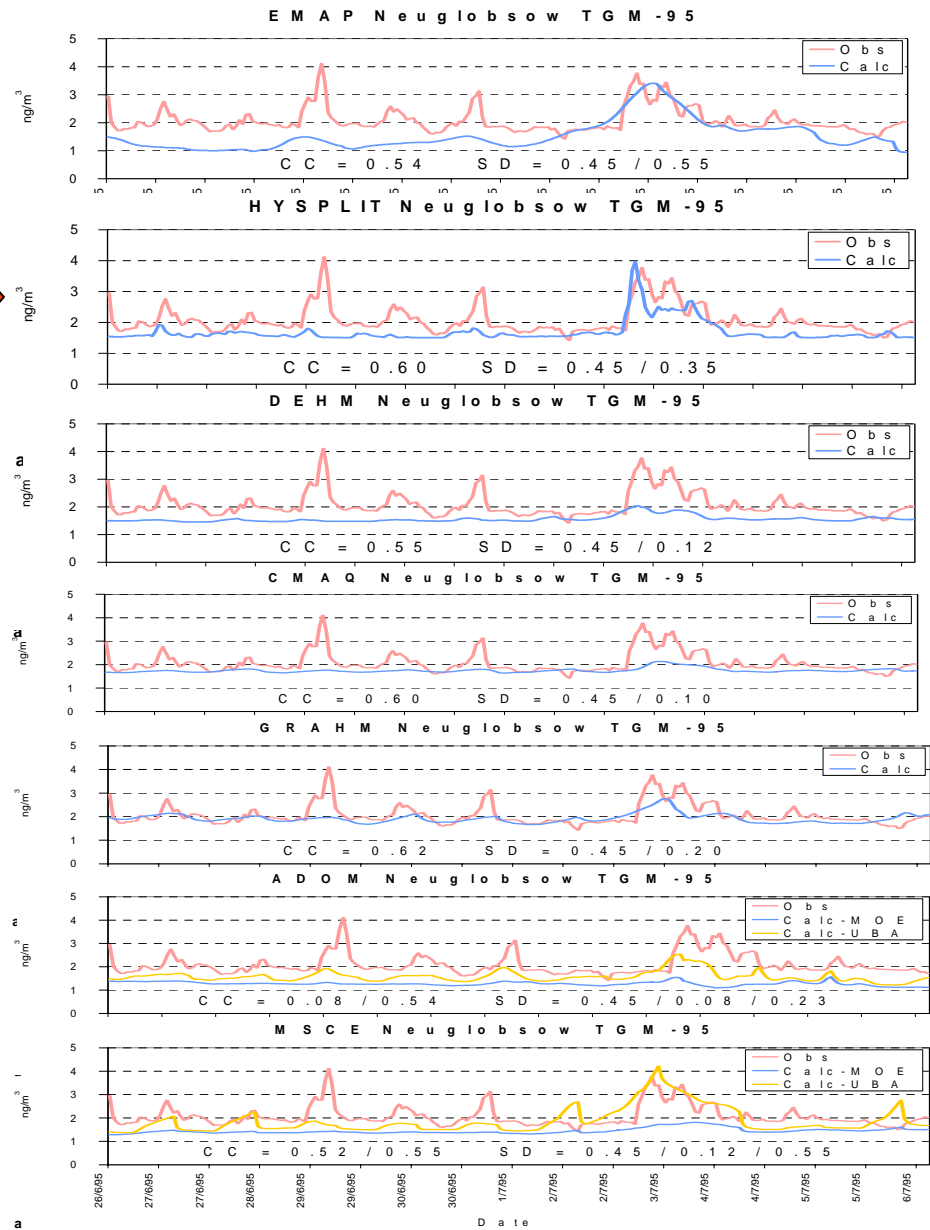 EMAP Neuglobsow TGM -95
5
4
3
2
1
0
ng/m³
Obs
Calc
CC = 0.54 SD = 0.45 / 0.55
HYSPLIT Neuglobsow TGM -95
5
4
3
2
1
0
ng/m³
Obs
Calc
CC = 0.60 SD = 0.45 / 0.35
DEHM Neuglobsow TGM -95
5
4
3
2
1
0
ng/m³
Obs
Calc
CC = 0.55 SD = 0.45 / 0.12
CMAQ Neuglobsow TGM -95
5
4
3
2
1
0
ng/m³
Obs
Calc
CC = 0.60 SD = 0.45 / 0.10
GRAHM Neuglobsow TGM -95
5
4
3
2
1
0
ng/m³
Obs
Calc
CC = 0.62 SD = 0.45 / 0.20
ADOM Neuglobsow TGM -95
5
4
3
2
1
0
ng/m³
Obs
Calc-MOE
Calc-UBA
CC = 0.08 / 0.54 SD = 0.45 / 0.08 / 0.23
MSCE Neuglobsow TGM -95
5
4
3
2
1
0
ng/m³
Obs
Calc-MOE
Calc-UBA
CC = 0.52 / 0.55 SD = 0.45 / 0.12 / 0.55
26/6/95
27/6/95
27/6/95
28/6/95
29/6/95
29/6/95
30/6/95
30/6/95
1/7/95
2/7/95
2/7/95
3/7/95
4/7/95
4/7/95
5/7/95
5/7/95
6/7/95
Date
a